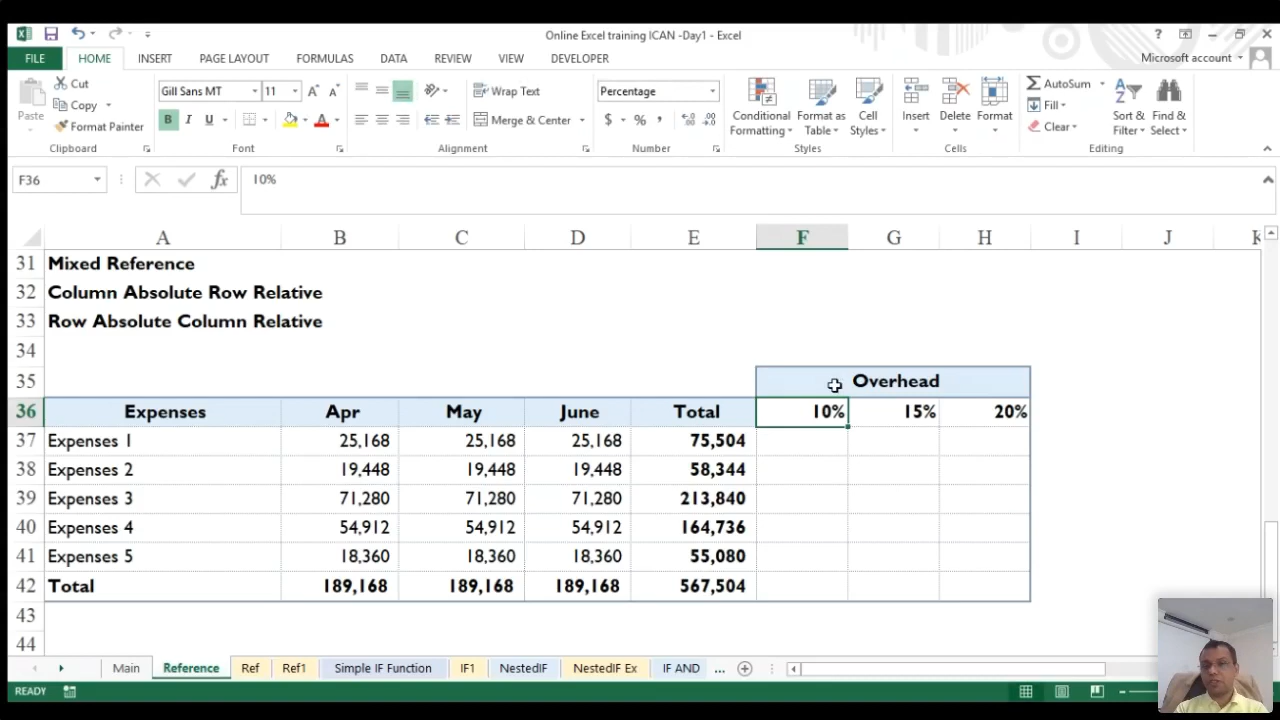 Online Excel training ICAN -Day1 - Excel
?
FILE HOME INSERT PAGE LAYOUT FORMULAS DATA REVIEW VIEW DEVELOPER Microsoft account
Paste
Cut
Copy
Format Painter
Clipboard
Gill Sans MT 11 A A
B I U A
Font
Wrap Text
Merge & Center
Alignment
Percentage
$ % ,
Number
Conditional
Formatting
Format as
Table
Cell
Styles
Styles
Insert Delete Format
Cells
AutoSum
Fill
Clear
Sort &
Filter
Find &
Select
Editing
F36 fx 10%
A B C D E F G H I J K
31 Mixed Reference
32 Column Absolute Row Relative
33 Row Absolute Column Relative
34
35 Overhead
36 Expenses Apr May June Total 10% 15% 20%
37 Expenses 1 25,168 25,168 25,168 75,504
38 Expenses 2 19,448 19,448 19,448 58,344
39 Expenses 3 71,280 71,280 71,280 213,840
40 Expenses 4 54,912 54,912 54,912 164,736
41 Expenses 5 18,360 18,360 18,360 55,080
42 Total 189,168 189,168 189,168 567,504
43
44
Main Reference Ref Ref1 Simple IF Function IF1 NestedIF NestedIF Ex IF AND ...
READY